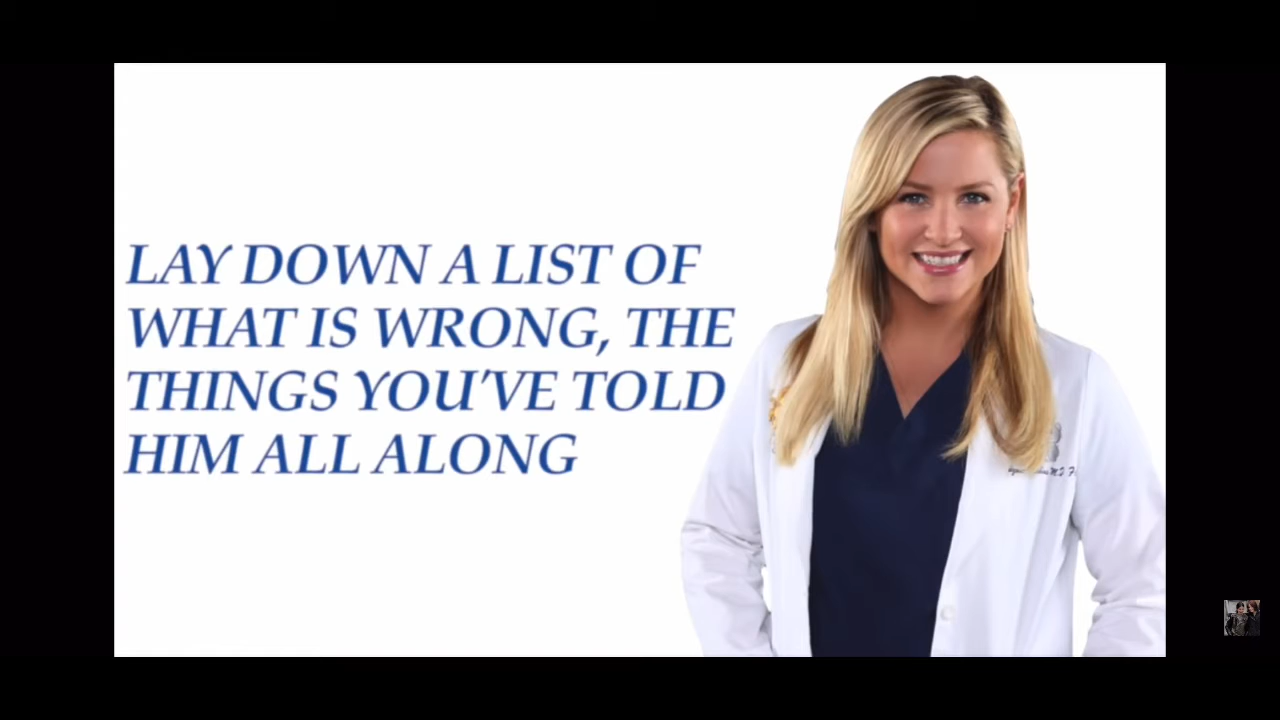 LAY DOWN A LIST OF
WHAT IS WRONG, THE
THINGS YOU'VE TOLD
HIM ALL ALONG
M.D.